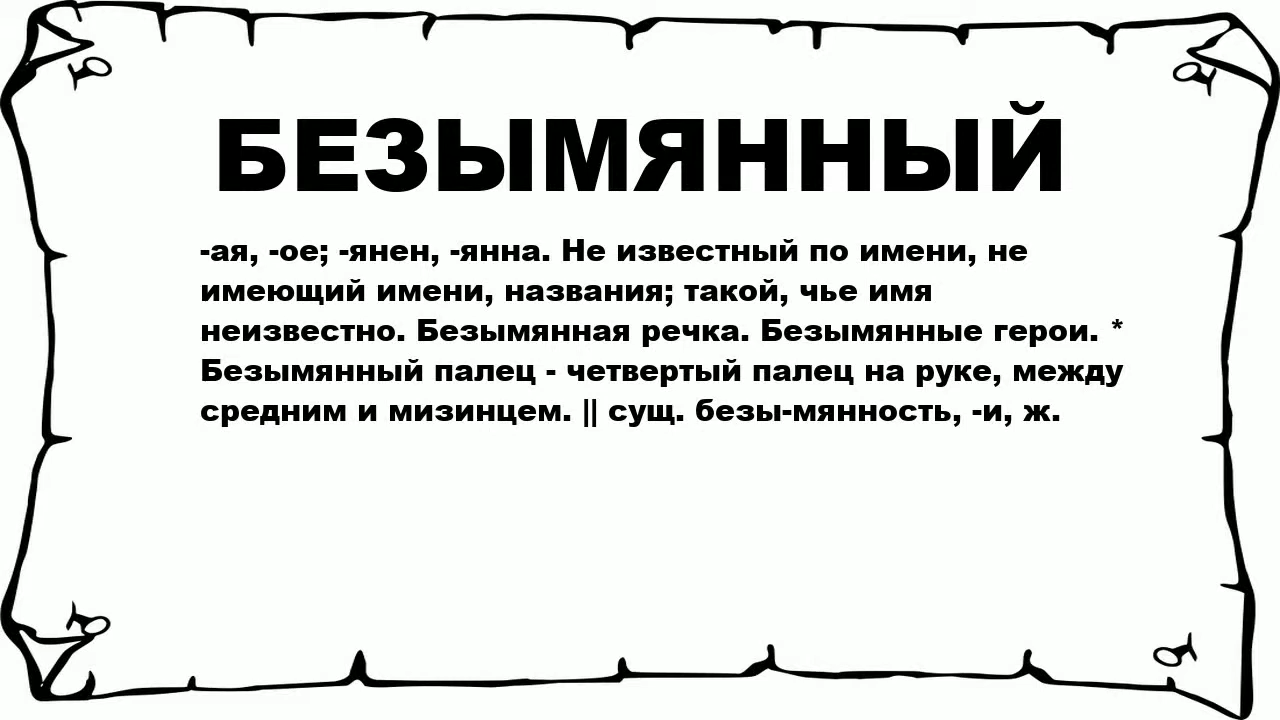 БЕЗЫМЯННЫЙ
-ая, -ое; -янен, -янна. Не известный по имени, не
имеющий имени, названия; такой, чье имя
неизвестно. Безымянная речка. Безымянные герои. *
Безымянный палец - четвертый палец на руке, между
средним и мизинцем. || сущ. безы-мянность, -и, ж.